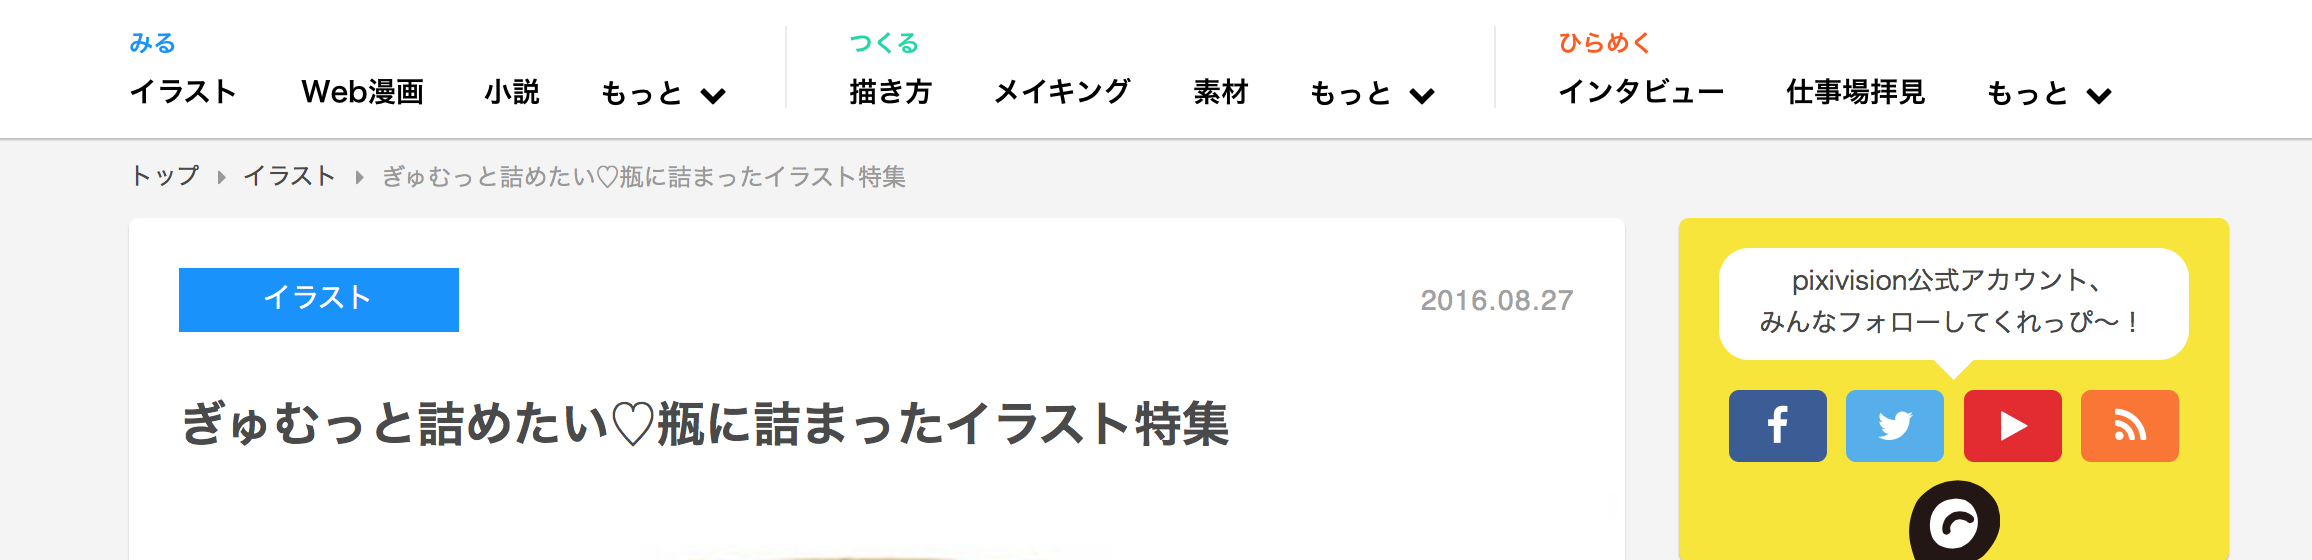 みる
イラスト Web漫画 小説 もっと
つくる
描き方 メイキング 素材 もっと
ひらめく
インタビュー 仕事場拝見 もっと
トップ イラスト ぎゅむっと詰めたい♡瓶に詰まったイラスト特集
イラスト
2016.08.27
ぎゅむっと詰めたい♡瓶に詰まったイラスト特集
pixivision公式アカウント、
みんなフォローしてくれっぴ〜！